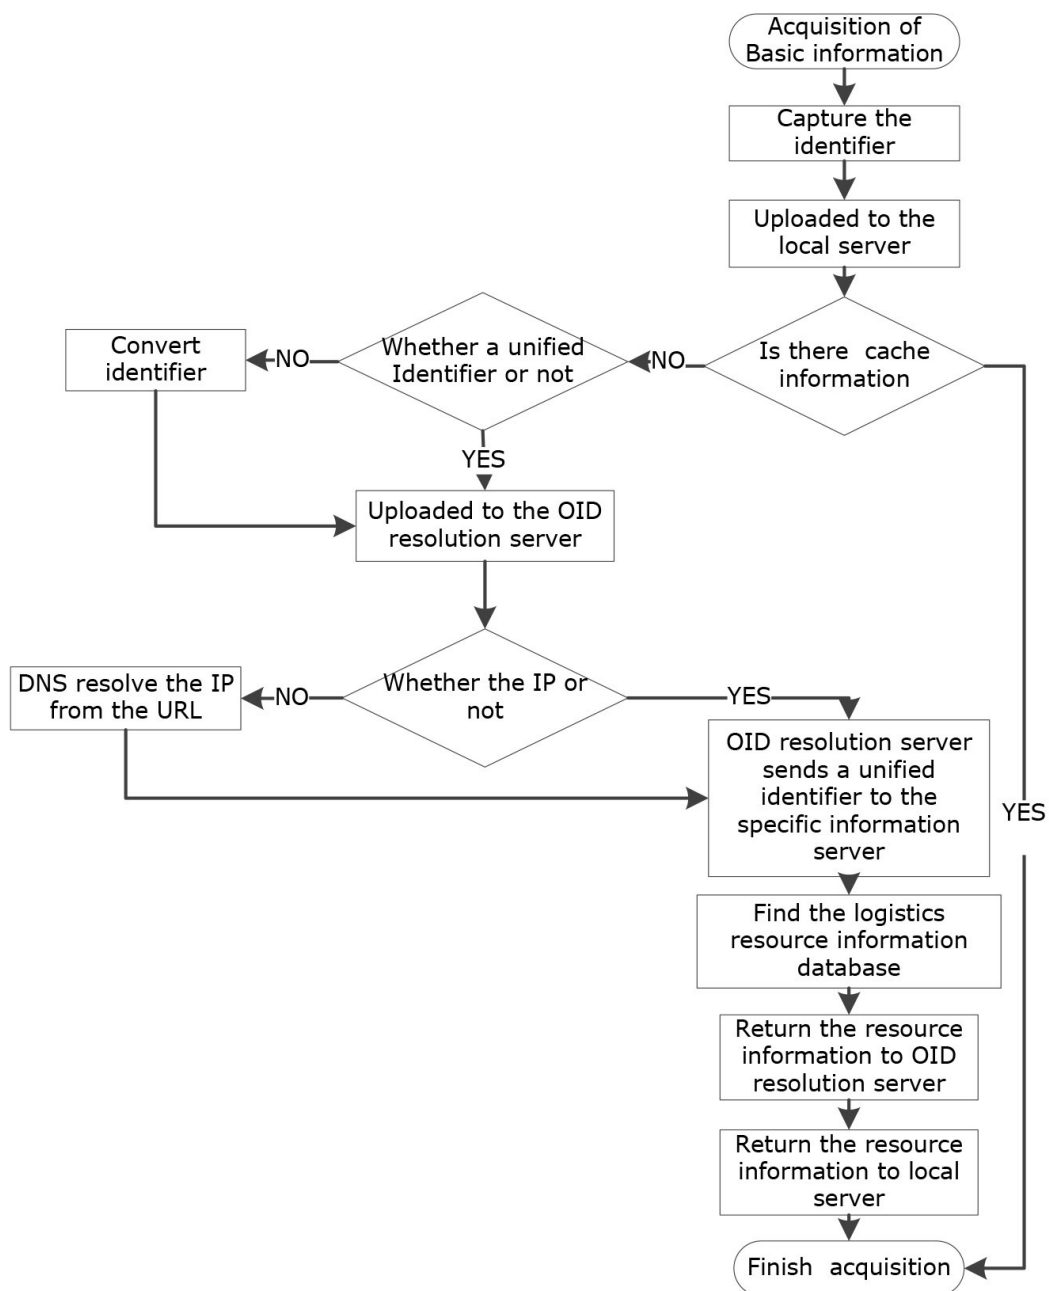 Acquisition of
Basic information
Capture the
identifier
Uploaded to the
local server
Is there cache
information
NO
Whether a unified
Identifier or not
NO
Convert
identifier
YES
Uploaded to the OID
resolution server
Whether the IP or
not
NO
DNS resolve the IP
from the URL
YES
OID resolution server
sends a unified
identifier to the
specific information
server
YES
Find the logistics
resource information
database
Return the resource
information to OID
resolution server
Return the resource
information to local
server
Finish acquisition